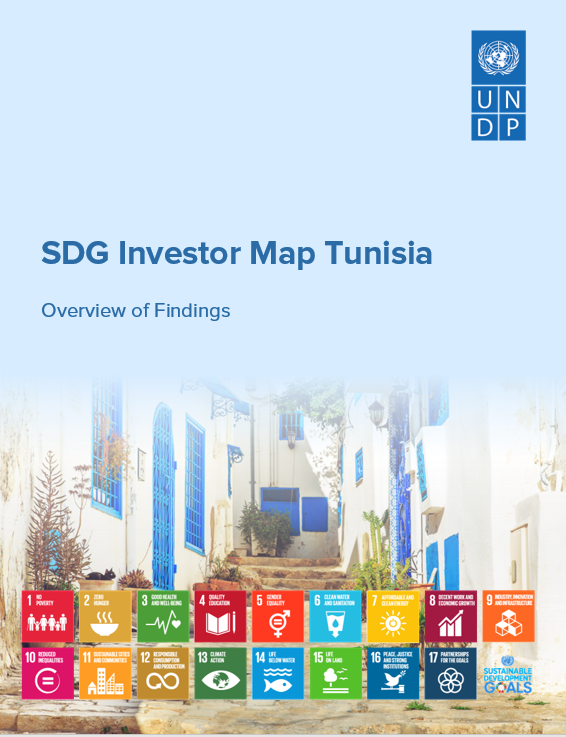 UN
DP
SDG Investor Map Tunisia
Overview of Findings
1 NO
POVERTY
2 ZERO
HUNGER
3 GOOD HEALTH
AND WELL-BEING
4 QUALITY
EDUCATION
5 GENDER
EQUALITY
6 CLEAN WATER
AND SANITATION
7 AFFORDABLE AND
CLEAN ENERGY
8 DECENT WORK AND
ECONOMIC GROWTH
9 INDUSTRY, INNOVATION
AND INFRASTRUCTURE
10 REDUCED
INEQUALITIES
11 SUSTAINABLE CITIES
AND COMMUNITIES
12 RESPONSIBLE
CONSUMPTION
AND PRODUCTION
13 CLIMATE
ACTION
14 LIFE
BELOW WATER
15 LIFE
ON LAND
16 PEACE, JUSTICE
AND STRONG
INSTITUTIONS
17 PARTNERSHIPS
FOR THE GOALS
SUSTAINABLE
DEVELOPMENT
GOALS